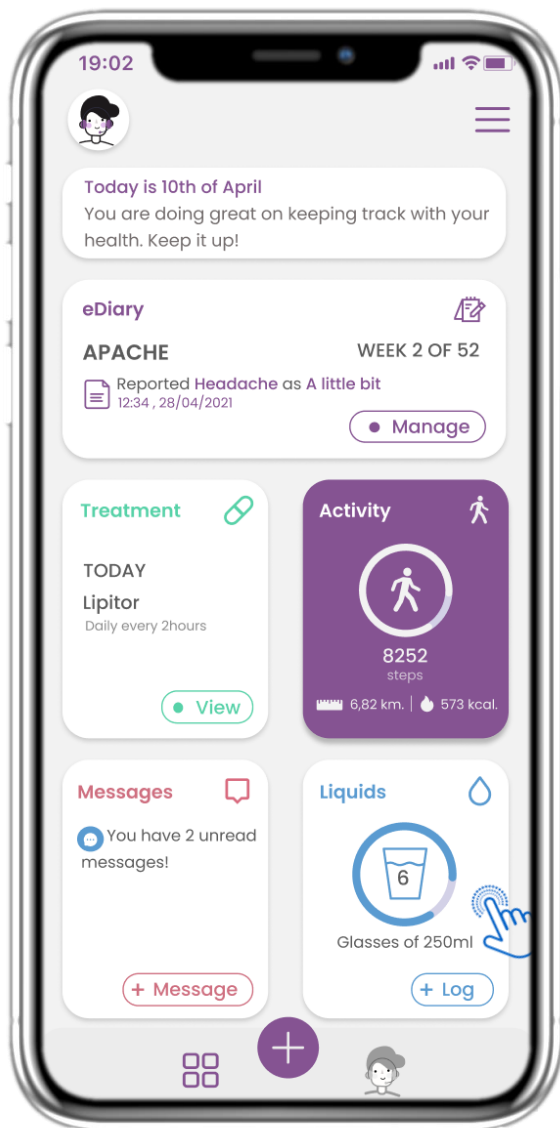 19:02
Today is 10th of April
You are doing great on keeping track with your
health. Keep it up!
eDiary
APACHE
WEEK 2 OF 52
Reported Headache as A little bit
12:34 , 28/04/2021
Manage
Treatment
TODAY
Lipitor
Daily every 2hours
View
Activity
8252
steps
6,82 km.
573 kcal.
Messages
You have 2 unread
messages!
+ Message
Liquids
6
Glasses of 250ml
+ Log